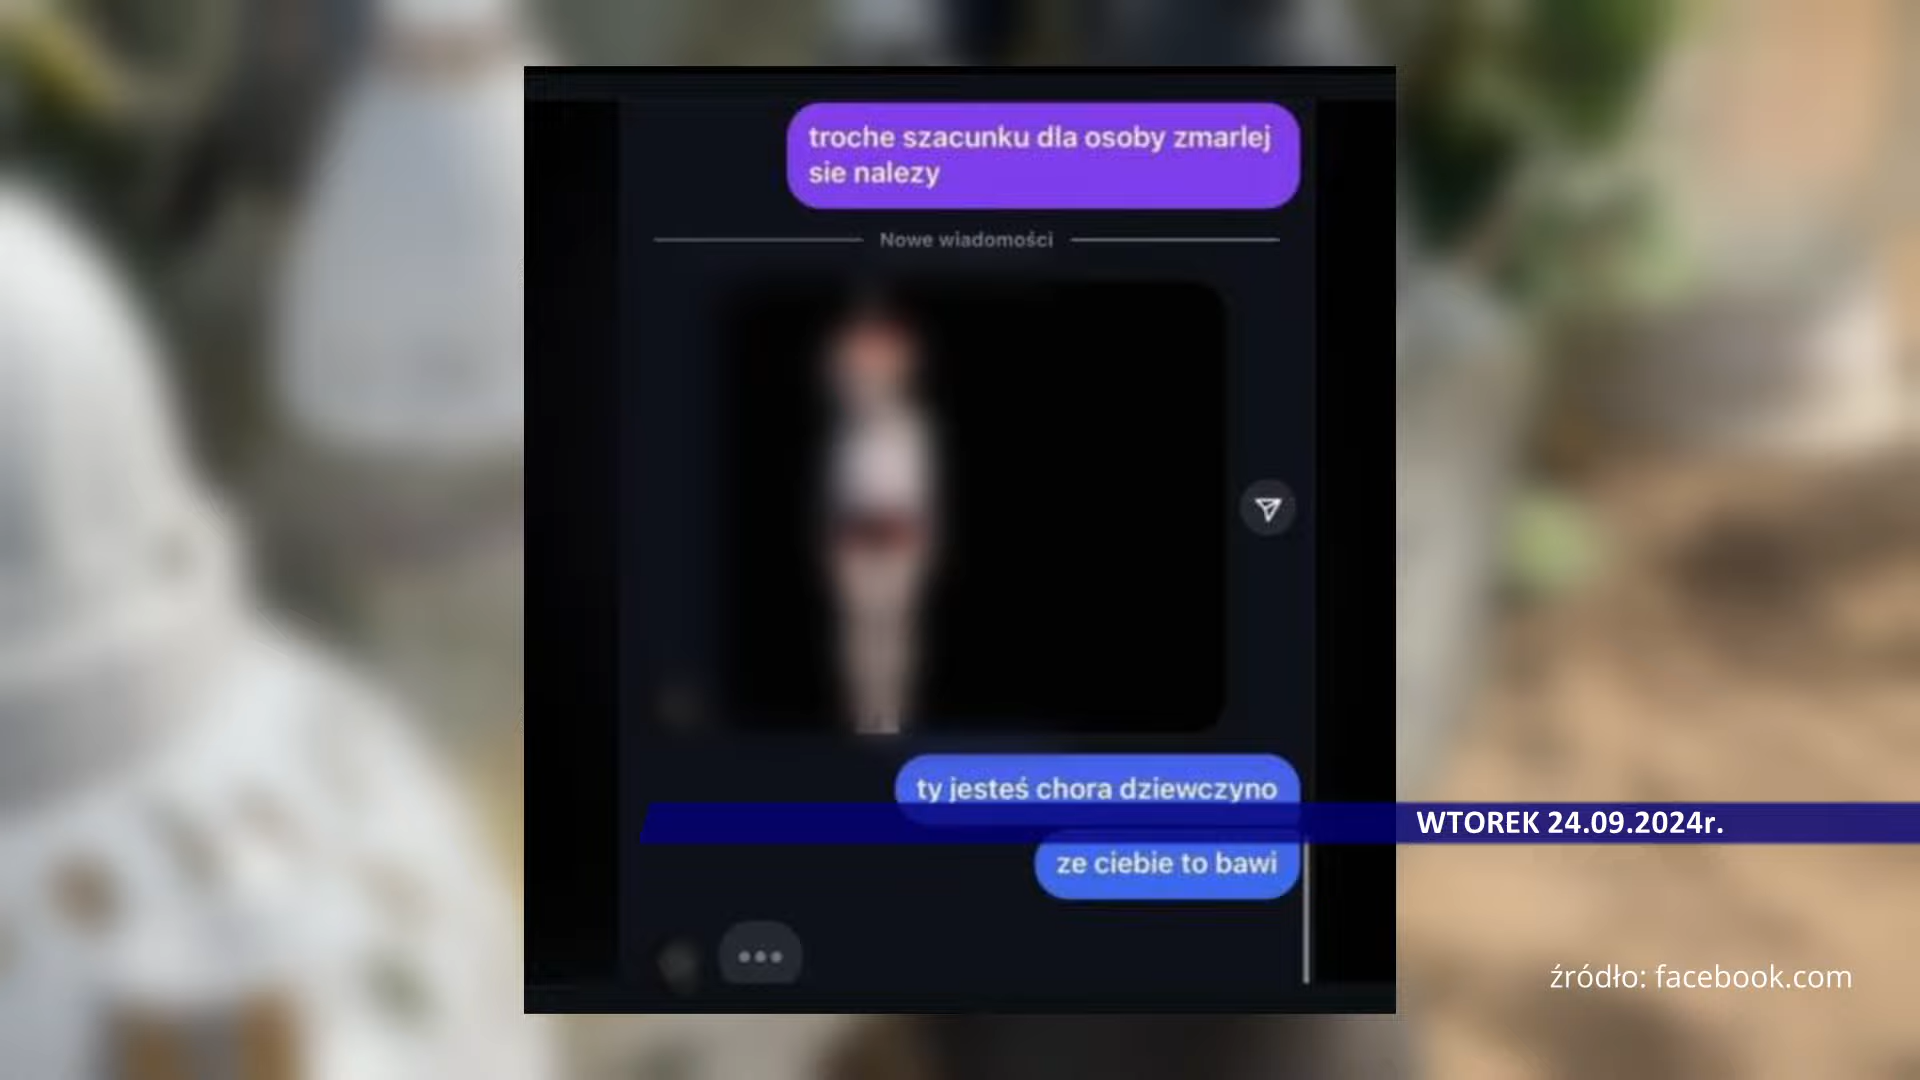 troche szacunku dla osoby zmarlej
sie nalezy
Nowe wiadomości
ty jesteś chora dziewczyno
WTOREK 24.09.2024r.
ze ciebie to bawi
źródło: facebook.com